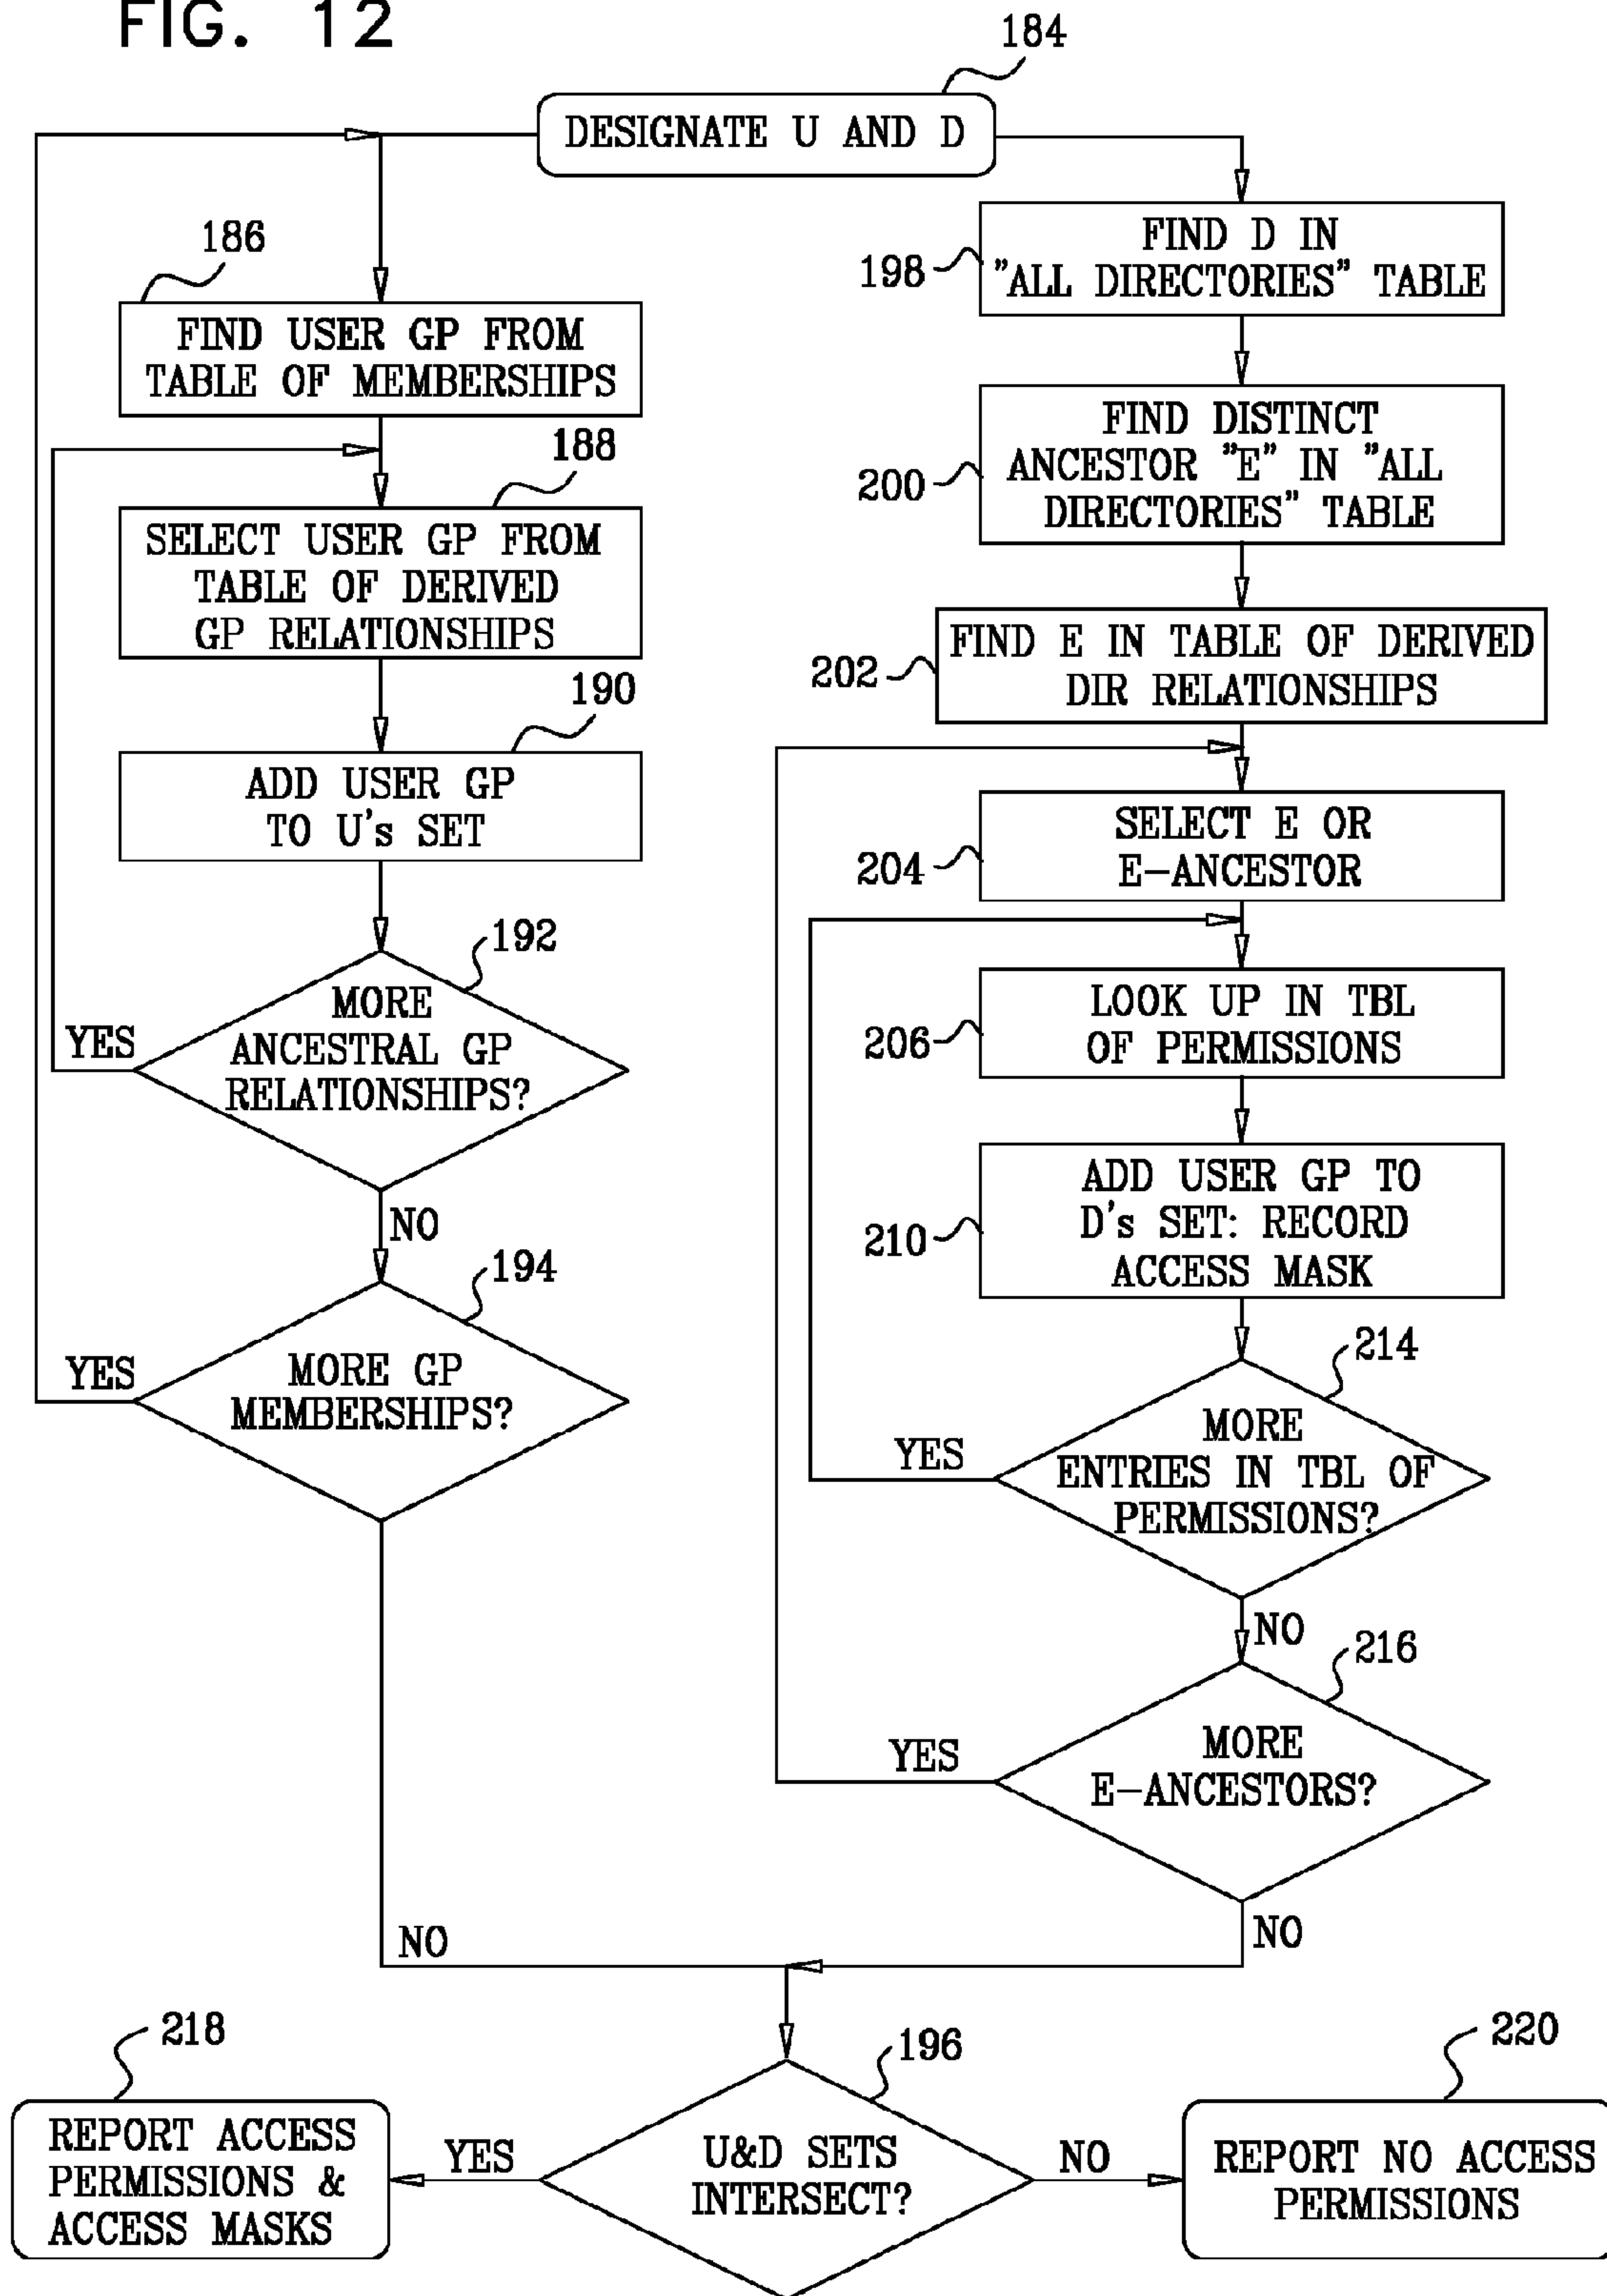 FIG. 12
184
DESIGNATE U AND D
186
FIND USER GP FROM
TABLE OF MEMBERSHIPS
188
SELECT USER GP FROM
TABLE OF DERIVED
GP RELATIONSHIPS
190
ADD USER GP
TO U's SET
192
MORE
ANCESTRAL GP
RELATIONSHIPS?
YES
NO
194
MORE GP
MEMBERSHIPS?
YES
NO
198
FIND D IN
"ALL DIRECTORIES" TABLE
200
FIND DISTINCT
ANCESTOR "E" IN "ALL
DIRECTORIES" TABLE
202
FIND E IN TABLE OF DERIVED
DIR RELATIONSHIPS
204
SELECT E OR
E-ANCESTOR
206
LOOK UP IN TBL
OF PERMISSIONS
210
ADD USER GP TO
D's SET: RECORD
ACCESS MASK
214
MORE
ENTRIES IN TBL OF
PERMISSIONS?
YES
NO
216
MORE
E-ANCESTORS?
YES
NO
196
U&D SETS
INTERSECT?
YES
NO
218
REPORT ACCESS
PERMISSIONS &
ACCESS MASKS
220
REPORT NO ACCESS
PERMISSIONS